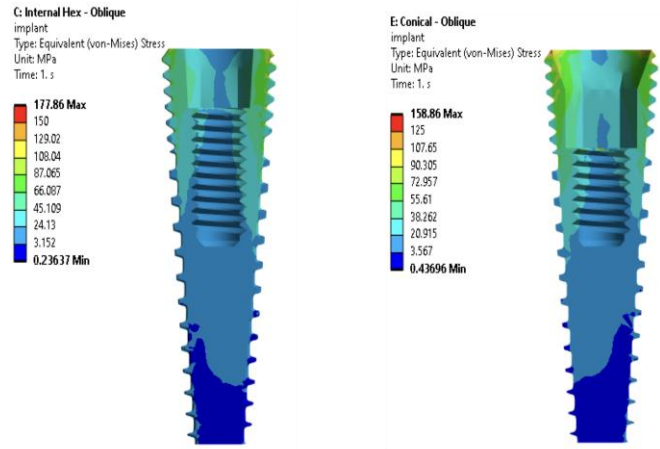 C: Internal Hex - Oblique
implant
Type: Equivalent (von-Mises) Stress
Unit: MPa
Time: 1. s
177.86 Max
150
129.02
108.04
87.065
66.087
45.109
24.13
3.152
0.23637 Min
E: Conical - Oblique
implant
Type: Equivalent (von-Mises) Stress
Unit: MPa
Time: 1. s
158.86 Max
125
107.65
90.305
72.957
55.61
38.262
20.915
3.567
0.43696 Min